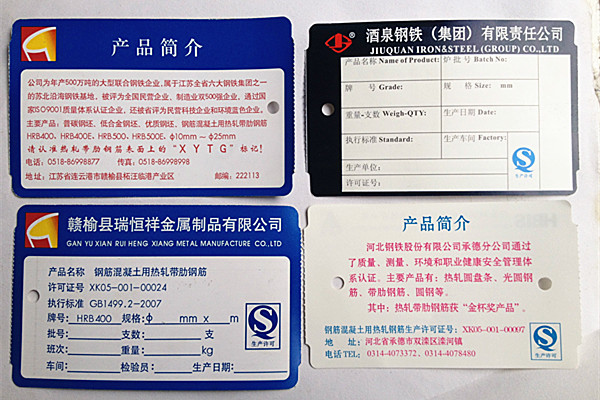 产品简介
公司为年产500万吨的大型联合钢铁企业,属于江苏全省六大钢铁集团之一
的苏北沿海钢铁基地。被评为全国民营企业、制造业双500强企业。通过国
家ISO9001质量体系认证企业、还被省评为民营科技企业和环境蓝色企业。
主要产品：普碳钢坯、低合金钢坯、优质钢坯、钢筋混凝土用热轧带肋钢筋
HRB400、HRB400E、HRB500、HRB500E、ф10mm～ф25mm
请认准热轧带肋钢筋表面上的"XYTG"标记!
电话：0518-86998877 传真：0518-86998998
地址：江苏省连云港市赣榆县柘汪临港产业区 邮编：222113
酒泉钢铁（集团）有限责任公司
JIUQUAN IRON&STEEL (GROUP) CO.,LTD
产品名称 Name of Product: 炉批号 Batch No:
牌 号 Grade: 规 格 Size: mm
重量·支数 Weigh-QTY: 生产日期 Date:
执行标准 Standard: 生产车间 Factory:
生产单位:
许可证号:
生产许可
赣榆县瑞恒祥金属制品有限公司
GAN YU XIAN RUI HENG XIANG METAL MANUFACTURE CO.,LTD
产品名称 钢筋混凝土用热轧带肋钢筋
许可证号 XK05-001-00024
执行标准 GB1499.2-2007
牌号: HRB400 规格:ф mm x m
批号: 支数: 支
班次: 重量: kg
车间: 检验员: 生产日期:
生产许可
产品简介
河北钢铁股份有限公司承德分公司通过
了质量、测量、环境和职业健康安全管理体
系认证。主要产品有：热轧圆盘条、光圆钢
筋、带肋钢筋、圆钢等。
其中：热轧带肋钢筋获"金杯奖产品"。
钢筋混凝土用热轧钢筋生产许可证号：XK05-001-00097
地 址：河北省承德市双滦区滦河镇
电话TEL：0314-4073372、0314-4078480
生产许可